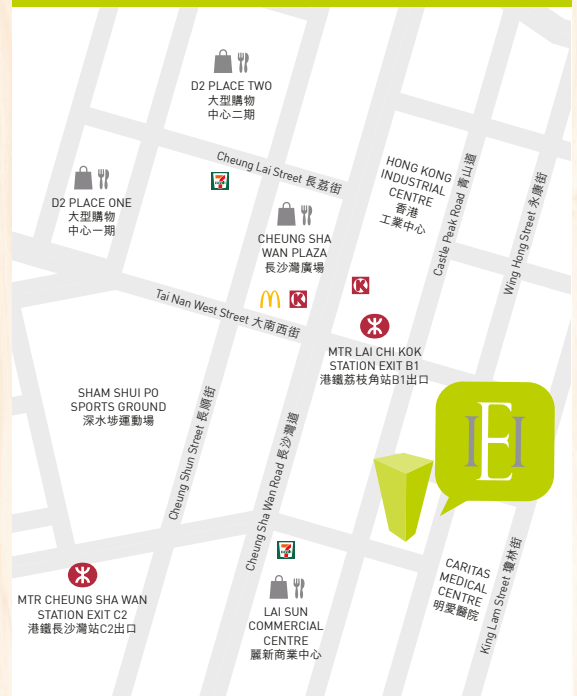 D2 PLACE TWO
大型購物
中心二期
Cheung Lai Street 長荔街
7
ELEVEN
D2 PLACE ONE
大型購物
中心一期
HONG KONG
INDUSTRIAL
CENTRE
香港
工業中心
Castle Peak Road 青山道
Wing Hong Street 永康街
CHEUNG SHA
WAN PLAZA
長沙灣廣場
K
M
K
Tai Nan West Street 大南西街
MTR LAI CHI KOK
STATION EXIT B1
港鐵荔枝角站B1出口
SHAM SHUI PO
SPORTS GROUND
深水埗運動場
Cheung Shun Street 長順街
Cheung Sha Wan Road 長沙灣道
IEI
7
ELEVEN
CARITAS
MEDICAL
CENTRE
明愛醫院
King Lam Street 瓊林街
MTR CHEUNG SHA WAN
STATION EXIT C2
港鐵長沙灣站C2出口
LAI SUN
COMMERCIAL
CENTRE
麗新商業中心